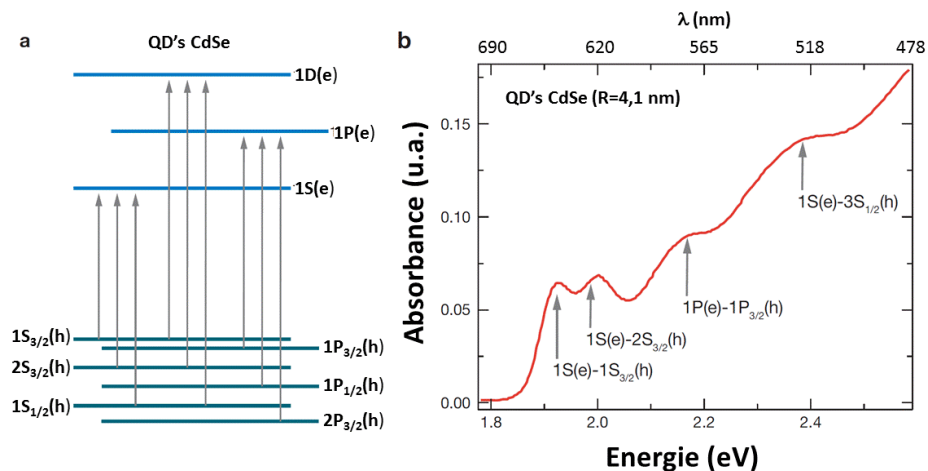 a
QD's CdSe
1D(e)
1P(e)
1S(e)
1S3/2(h)
1P3/2(h)
2S3/2(h)
1P1/2(h)
1S1/2(h)
2P3/2(h)
b
λ (nm)
690 620 565 518 478
QD's CdSe (R=4,1 nm)
Absorbance (u.a.)
0.15
0.10
0.05
0.00
1S(e)-3S1/2(h)
1P(e)-1P3/2(h)
1S(e)-2S3/2(h)
1S(e)-1S3/2(h)
1.8 2.0 2.2 2.4
Energie (eV)